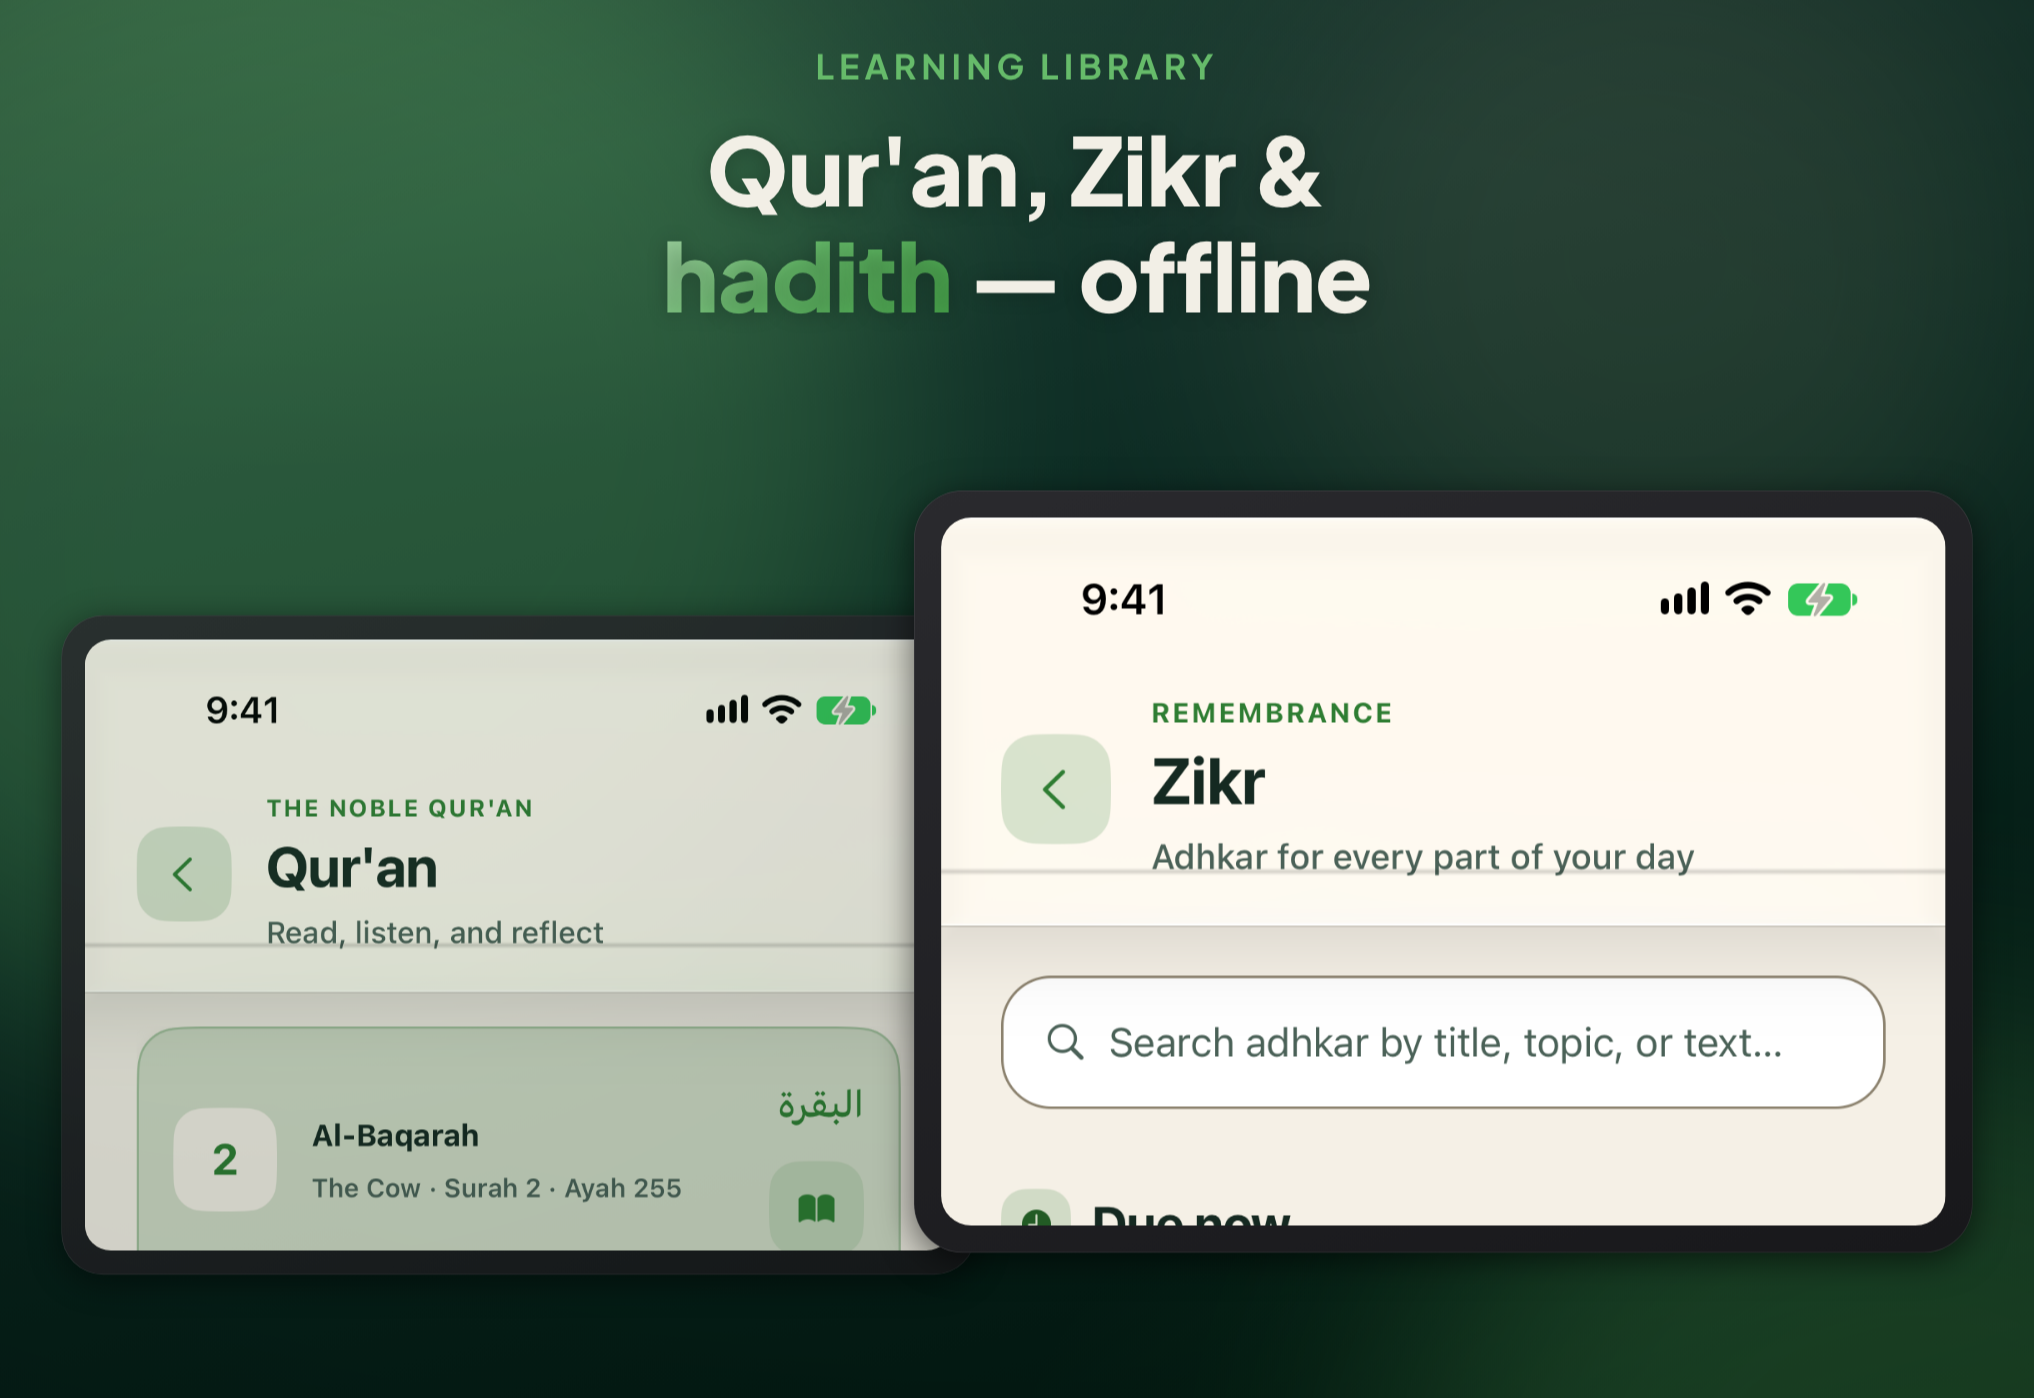 LEARNING LIBRARY
Qur'an, Zikr &
hadith — offline
9:41
THE NOBLE QUR'AN
Qur'an
Read, listen, and reflect
2
Al-Baqarah
البقرة
The Cow · Surah 2 · Ayah 255
9:41
REMEMBRANCE
Zikr
Adhkar for every part of your day
Search adhkar by title, topic, or text...
Due now